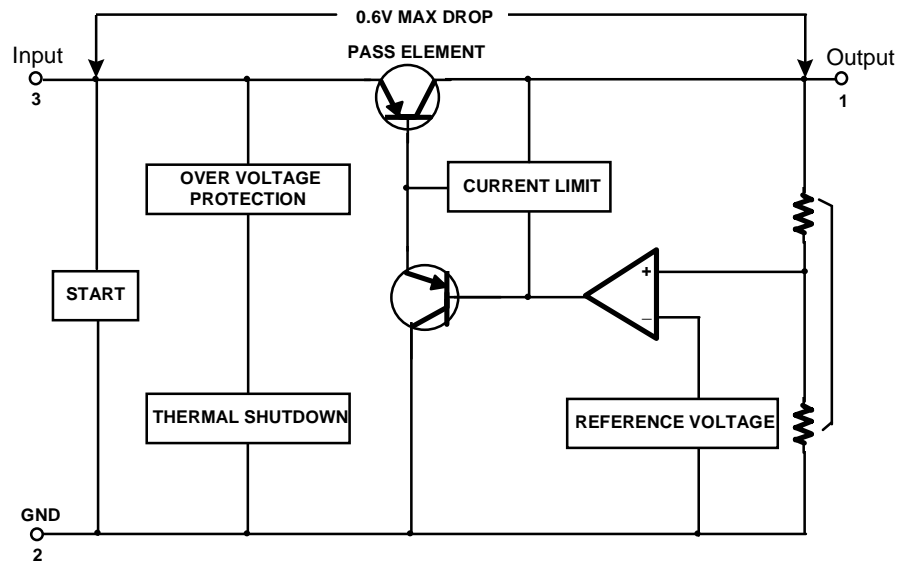 0.6V MAX DROP
Input
PASS ELEMENT
Output
3
1
OVER VOLTAGE
PROTECTION
CURRENT LIMIT
START
+
–
THERMAL SHUTDOWN
REFERENCE VOLTAGE
GND
2